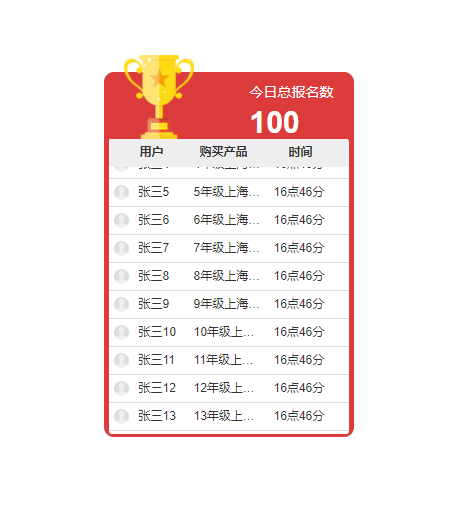 今日总报名数
100
用户 购买产品 时间
张三5 5年级上海... 16点46分
张三6 6年级上海... 16点46分
张三7 7年级上海... 16点46分
张三8 8年级上海... 16点46分
张三9 9年级上海... 16点46分
张三10 10年级上... 16点46分
张三11 11年级上... 16点46分
张三12 12年级上... 16点46分
张三13 13年级上... 16点46分